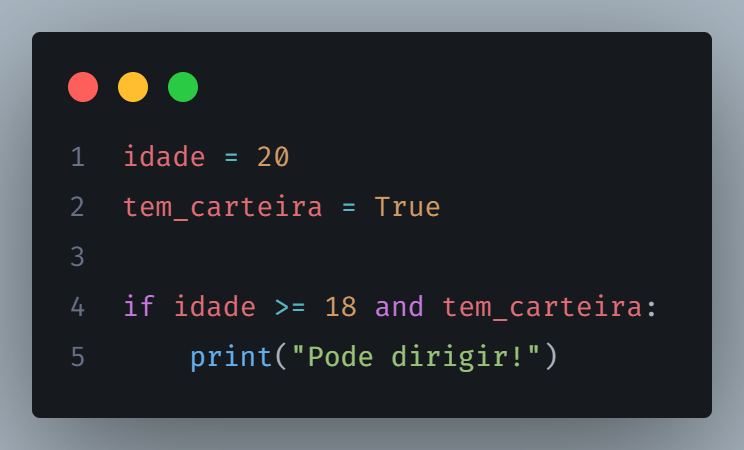 1 idade = 20
2 tem_carteira = True
3
4 if idade >= 18 and tem_carteira:
5     print("Pode dirigir!")